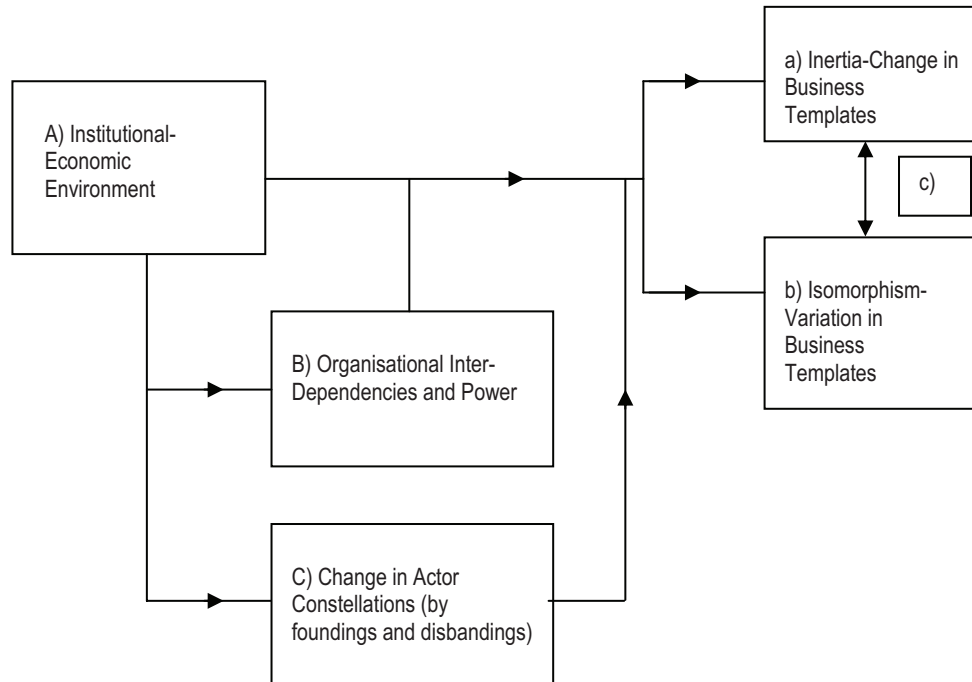 A) Institutional-
Economic
Environment
B) Organisational Inter-
Dependencies and Power
C) Change in Actor
Constellations (by
foundings and disbandings)
a) Inertia-Change in
Business
Templates
c)
b) Isomorphism-
Variation in
Business
Templates